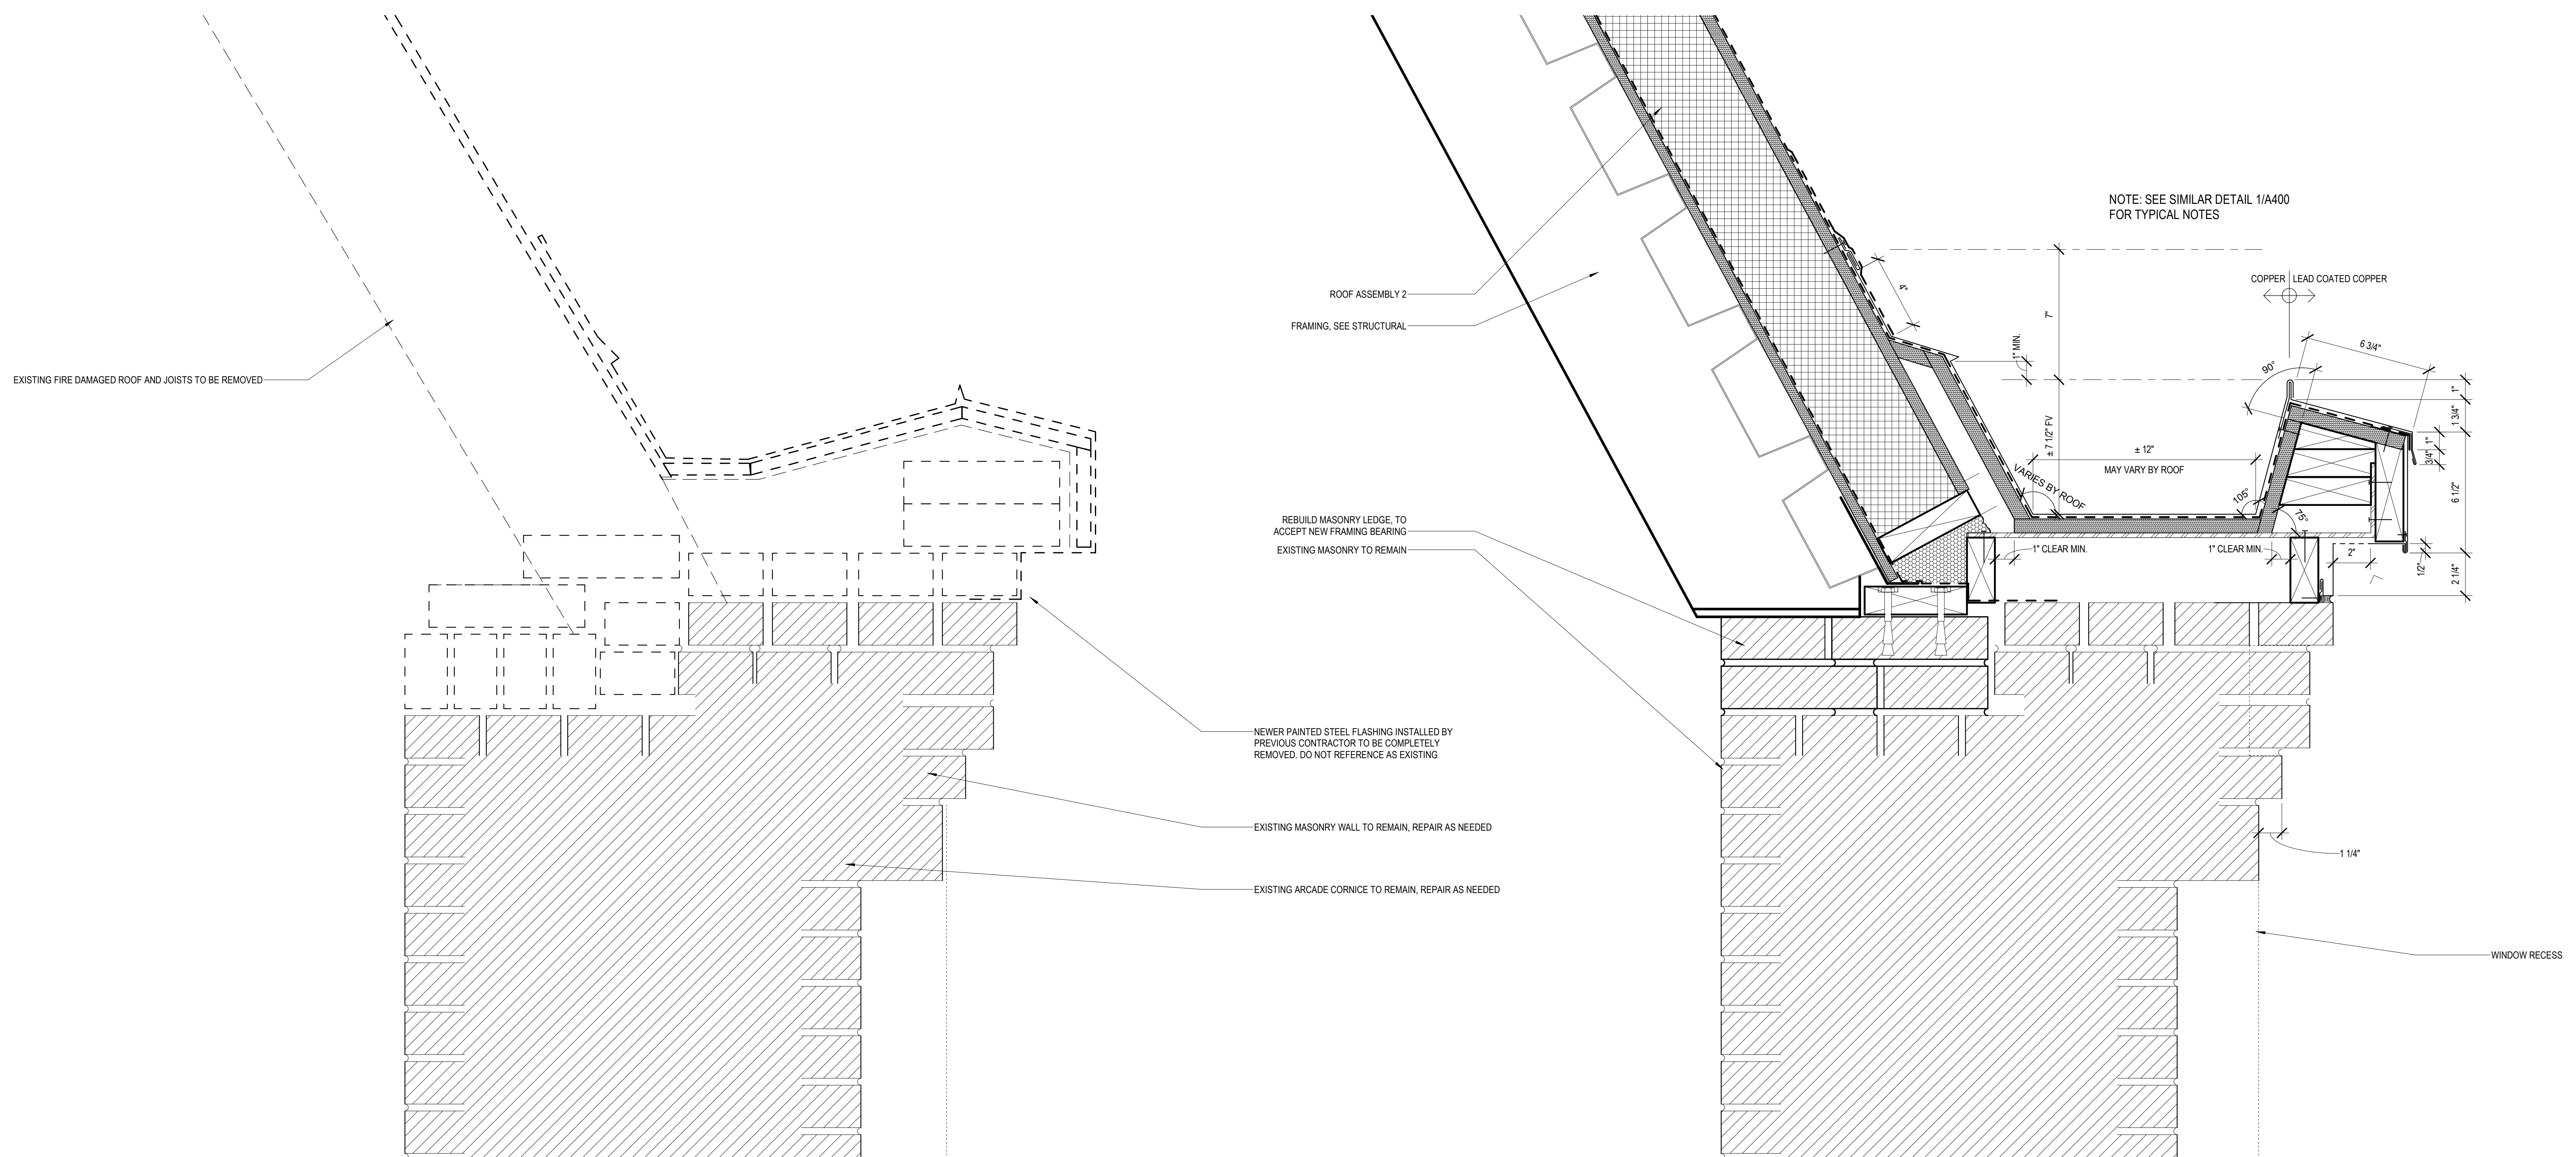 EXISTING FIRE DAMAGED ROOF AND JOISTS TO BE REMOVED
NEWER PAINTED STEEL FLASHING INSTALLED BY
PREVIOUS CONTRACTOR TO BE COMPLETELY
REMOVED. DO NOT REFERENCE AS EXISTING
EXISTING MASONRY WALL TO REMAIN, REPAIR AS NEEDED
EXISTING ARCADE CORNICE TO REMAIN, REPAIR AS NEEDED
ROOF ASSEMBLY 2
FRAMING, SEE STRUCTURAL
REBUILD MASONRY LEDGE, TO
ACCEPT NEW FRAMING BEARING
EXISTING MASONRY TO REMAIN
NOTE: SEE SIMILAR DETAIL 1/A400
FOR TYPICAL NOTES
COPPER
LEAD COATED COPPER
4"
7"
1" MIN.
± 7 1/2" FV
6 3/4"
90°
1"
1 3/4"
1"
3/4"
6 1/2"
± 12"
MAY VARY BY ROOF
VARIES BY ROOF
105°
75°
1" CLEAR MIN.
1" CLEAR MIN.
2"
1/2"
2 1/4"
1 1/4"
WINDOW RECESS